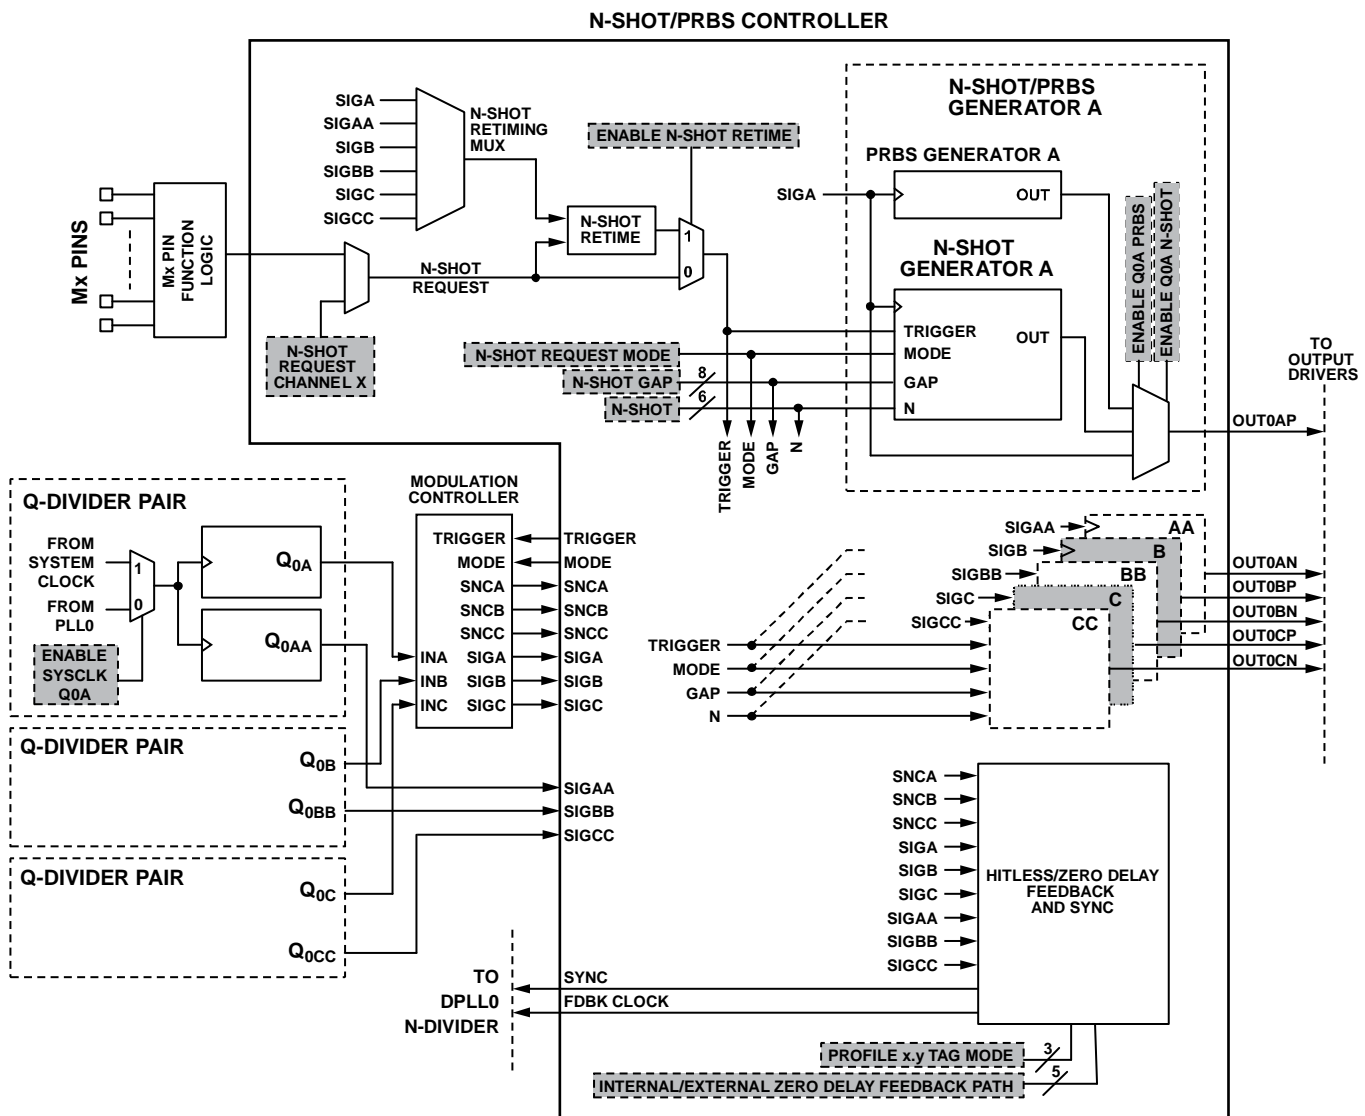 N-SHOT/PRBS CONTROLLER
SIGA
SIGAA
SIGB
SIGBB
SIGC
SIGCC
N-SHOT
RETIMING
MUX
ENABLE N-SHOT RETIME
N-SHOT
RETIME
1
0
Mx PINS
Mx PIN
FUNCTION
LOGIC
N-SHOT
REQUEST
N-SHOT
REQUEST
CHANNEL X
N-SHOT/PRBS
GENERATOR A
PRBS GENERATOR A
SIGA
OUT
N-SHOT
GENERATOR A
TRIGGER
MODE
GAP
N
OUT
ENABLE Q0A PRBS
ENABLE Q0A N-SHOT
N-SHOT REQUEST MODE
N-SHOT GAP
8
N-SHOT
6
TRIGGER
MODE
GAP
N
TO
OUTPUT
DRIVERS
OUT0AP
Q-DIVIDER PAIR
FROM
SYSTEM
CLOCK
FROM
PLL0
1
0
Q0A
Q0AA
ENABLE
SYSCLK
Q0A
MODULATION
CONTROLLER
TRIGGER
MODE
SNCA
SNCB
SNCC
INA SIGA
INB SIGB
INC SIGC
TRIGGER
MODE
SNCA
SNCB
SNCC
SIGA
SIGB
SIGC
Q-DIVIDER PAIR
Q0B
Q0BB
SIGAA
SIGBB
SIGCC
Q-DIVIDER PAIR
Q0C
Q0CC
SIGAA
SIGB
SIGBB
SIGC
SIGCC
AA
B
BB
C
CC
TRIGGER
MODE
GAP
N
OUT0AN
OUT0BP
OUT0BN
OUT0CP
OUT0CN
SNCA
SNCB
SNCC
SIGA
SIGB
SIGC
SIGAA
SIGBB
SIGCC
HITLESS/ZERO DELAY
FEEDBACK
AND SYNC
TO
DPLL0
N-DIVIDER
SYNC
FDBK CLOCK
PROFILE x.y TAG MODE
3
INTERNAL/EXTERNAL ZERO DELAY FEEDBACK PATH
5